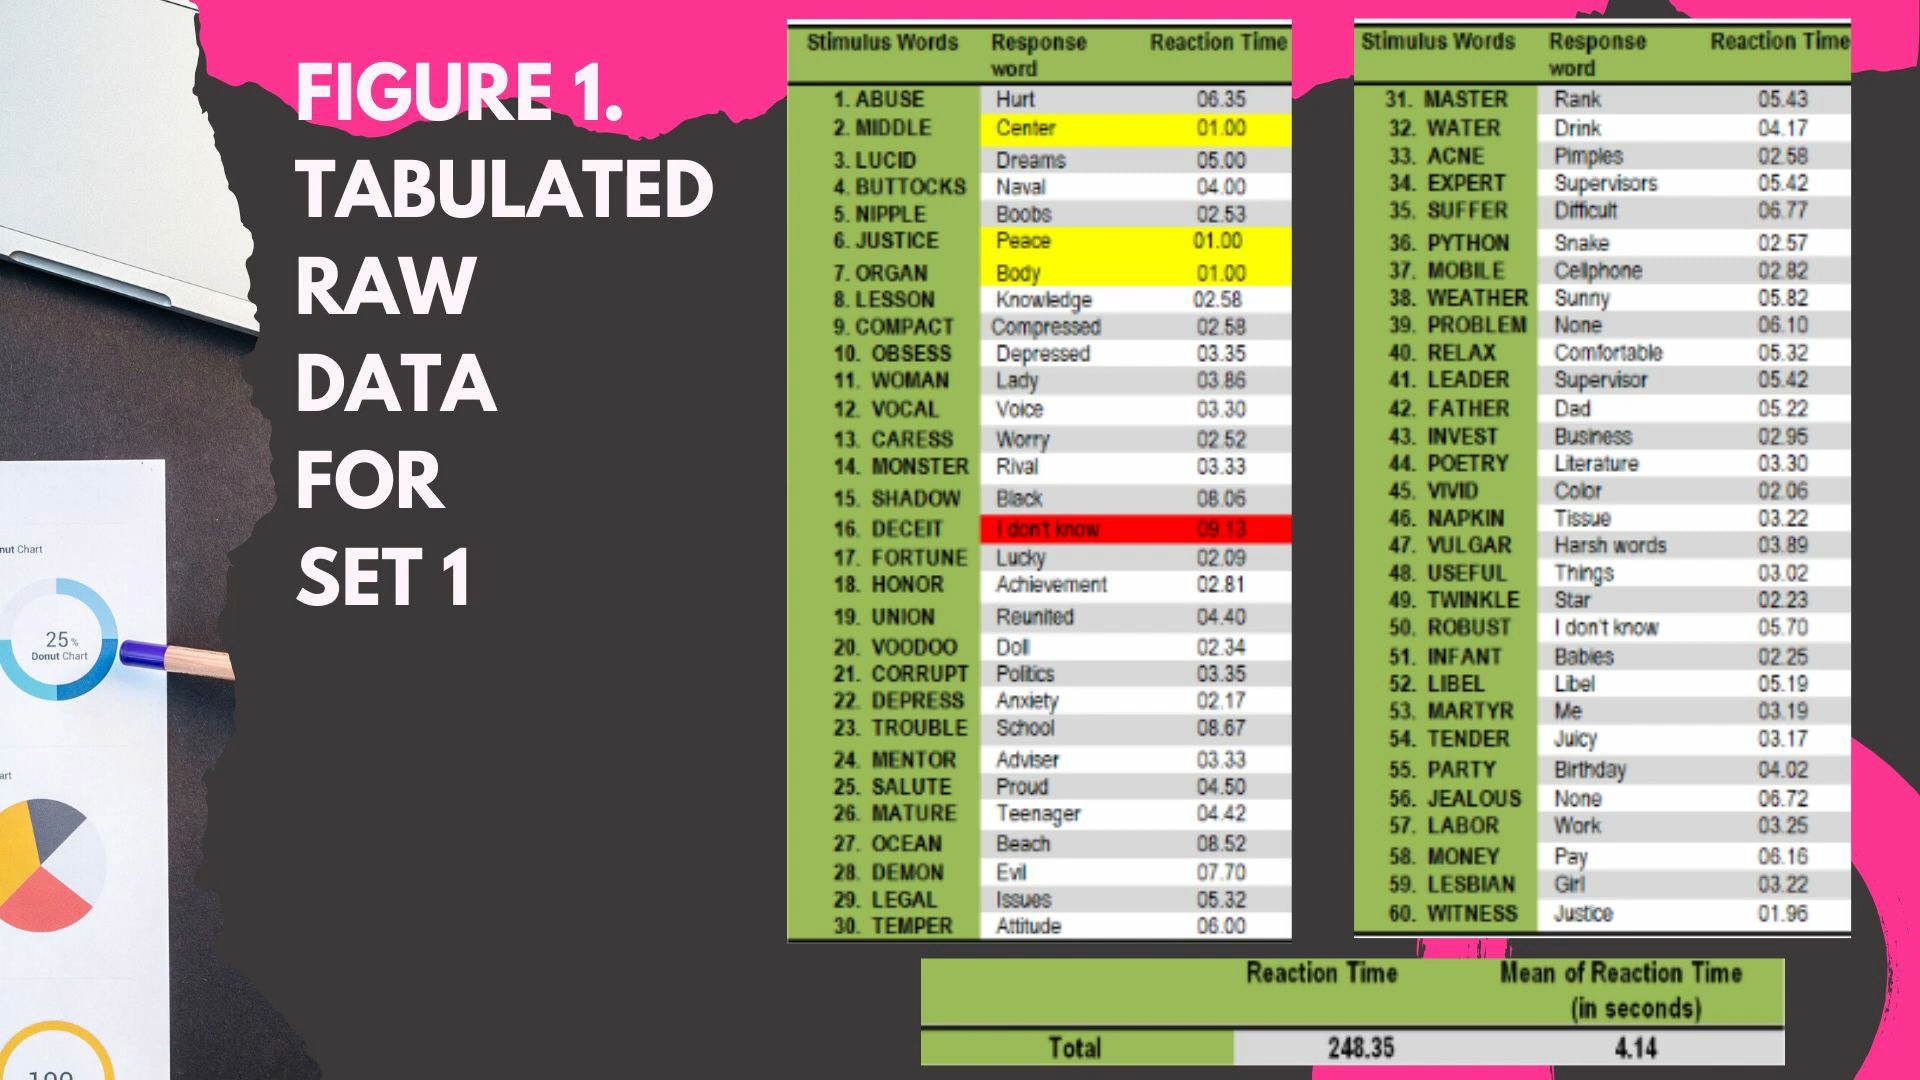 FIGURE 1.
TABULATED
RAW
DATA
FOR
SET 1
nut Chart
25%
Donut Chart
art
100
Stimulus Words Response word Reaction Time
1. ABUSE Hurt 06.35
2. MIDDLE Center 01.00
3. LUCID Dreams 05.00
4. BUTTOCKS Naval 04.00
5. NIPPLE Boobs 02.53
6. JUSTICE Peace 01.00
7. ORGAN Body 01.00
8. LESSON Knowledge 02.58
9. COMPACT Compressed 02.58
10. OBSESS Depressed 03.35
11. WOMAN Lady 03.86
12. VOCAL Voice 03.30
13. CARESS Worry 02.52
14. MONSTER Rival 03.33
15. SHADOW Black 08.06
16. DECEIT I don't know 09.13
17. FORTUNE Lucky 02.09
18. HONOR Achievement 02.81
19. UNION Reunited 04.40
20. VOODOO Doll 02.34
21. CORRUPT Politics 03.35
22. DEPRESS Anxiety 02.17
23. TROUBLE School 08.67
24. MENTOR Adviser 03.33
25. SALUTE Proud 04.50
26. MATURE Teenager 04.42
27. OCEAN Beach 08.52
28. DEMON Evil 07.70
29. LEGAL Issues 05.32
30. TEMPER Attitude 06.00
Stimulus Words Response word Reaction Time
31. MASTER Rank 05.43
32. WATER Drink 04.17
33. ACNE Pimples 02.58
34. EXPERT Supervisors 05.42
35. SUFFER Difficult 06.77
36. PYTHON Snake 02.57
37. MOBILE Cellphone 02.82
38. WEATHER Sunny 05.82
39. PROBLEM None 06.10
40. RELAX Comfortable 05.32
41. LEADER Supervisor 05.42
42. FATHER Dad 05.22
43. INVEST Business 02.95
44. POETRY Literature 03.30
45. VIVID Color 02.06
46. NAPKIN Tissue 03.22
47. VULGAR Harsh words 03.89
48. USEFUL Things 03.02
49. TWINKLE Star 02.23
50. ROBUST I don't know 05.70
51. INFANT Babies 02.25
52. LIBEL Libel 05.19
53. MARTYR Me 03.19
54. TENDER Juicy 03.17
55. PARTY Birthday 04.02
56. JEALOUS None 06.72
57. LABOR Work 03.25
58. MONEY Pay 06.16
59. LESBIAN Girl 03.22
60. WITNESS Justice 01.96
Reaction Time Mean of Reaction Time
(in seconds)
Total 248.35 4.14